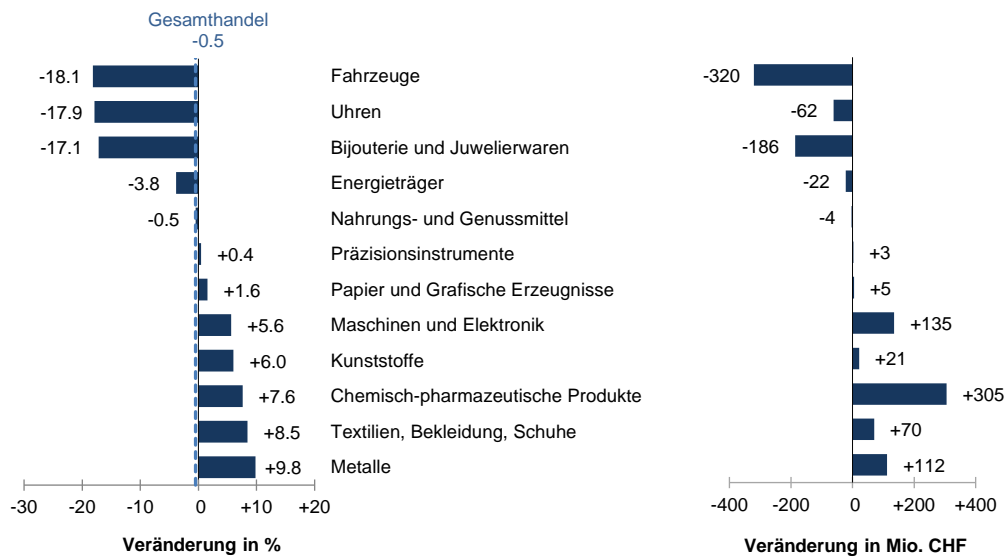 Gesamthandel
-0.5
-18.1 Fahrzeuge -320
-17.9 Uhren -62
-17.1 Bijouterie und Juwelierwaren -186
-3.8 Energieträger -22
-0.5 Nahrungs- und Genussmittel -4
+0.4 Präzisionsinstrumente +3
+1.6 Papier und Grafische Erzeugnisse +5
+5.6 Maschinen und Elektronik +135
+6.0 Kunststoffe +21
+7.6 Chemisch-pharmazeutische Produkte +305
+8.5 Textilien, Bekleidung, Schuhe +70
+9.8 Metalle +112
-30 -20 -10 0 +10 +20 -400 -200 0 +200 +400
Veränderung in % Veränderung in Mio. CHF